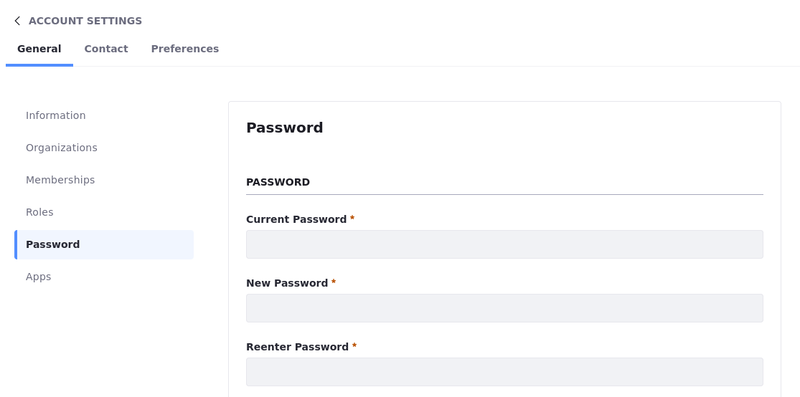 ACCOUNT SETTINGS
General Contact Preferences
Information
Organizations
Memberships
Roles
Password
Apps
Password
PASSWORD
Current Password *
New Password *
Reenter Password *